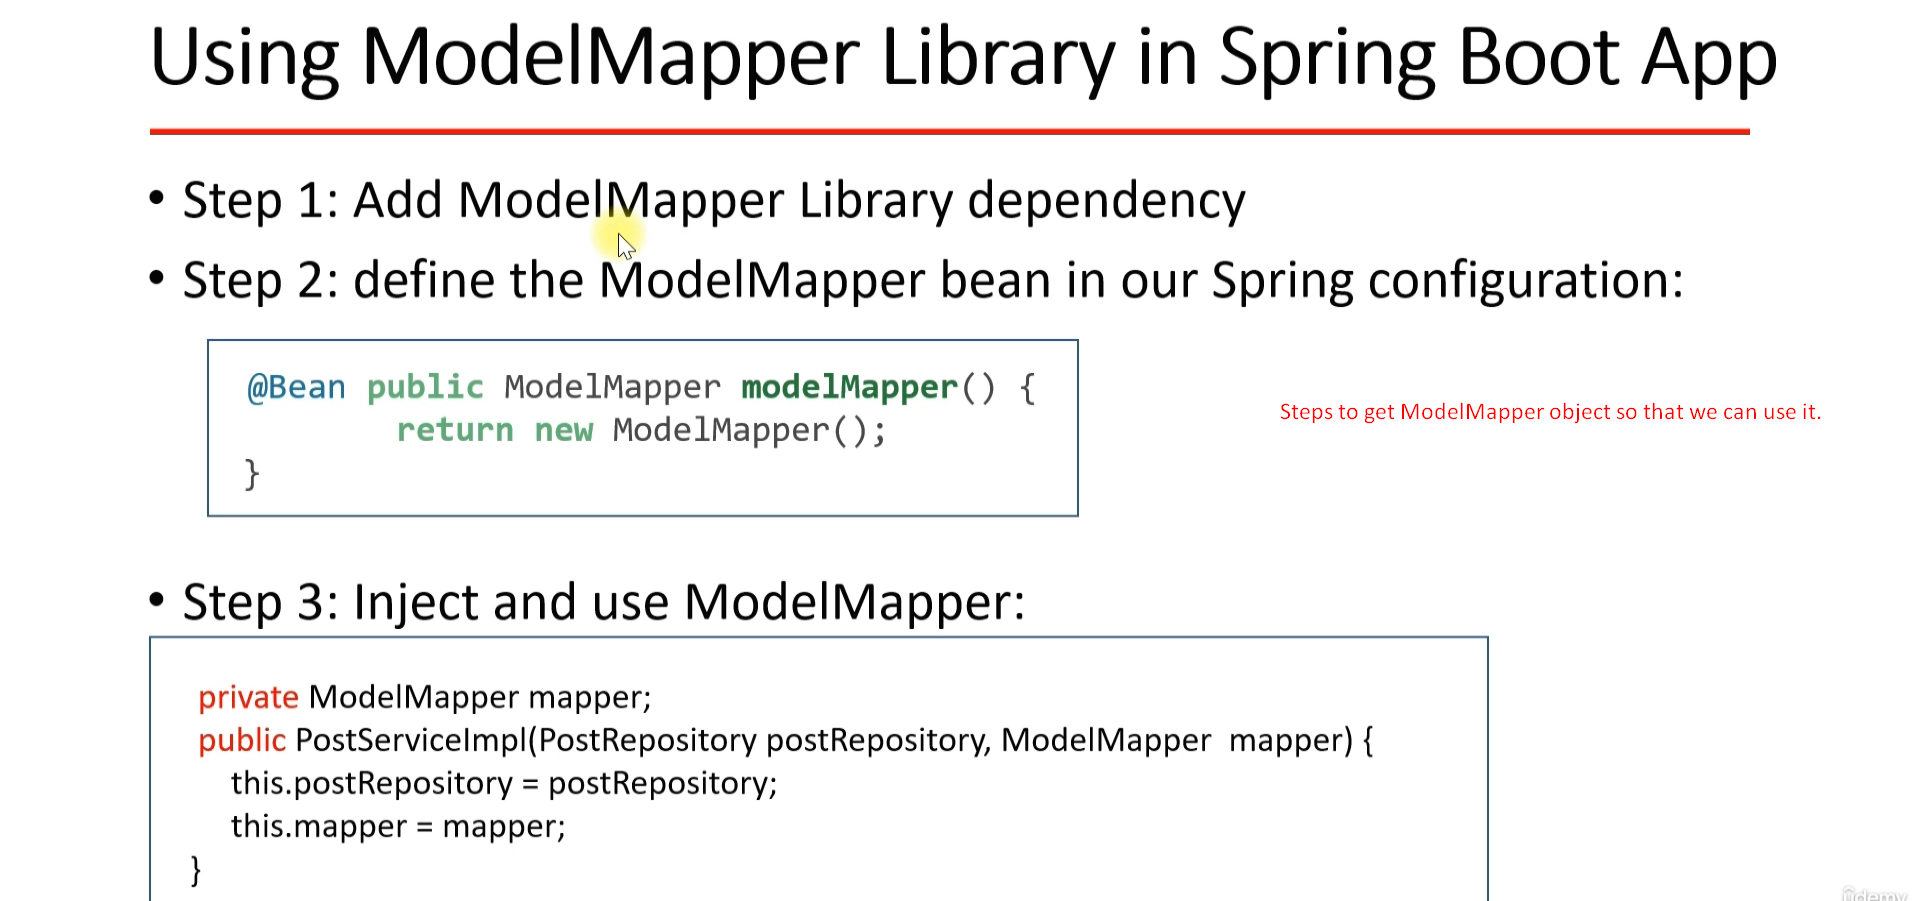 Using ModelMapper Library in Spring Boot App
• Step 1: Add ModelMapper Library dependency
• Step 2: define the ModelMapper bean in our Spring configuration:
@Bean public ModelMapper modelMapper() {
return new ModelMapper();
}
Steps to get ModelMapper object so that we can use it.
• Step 3: Inject and use ModelMapper:
private ModelMapper mapper;
public PostServiceImpl(PostRepository postRepository, ModelMapper mapper) {
this.postRepository = postRepository;
this.mapper = mapper;
}
ûdemy